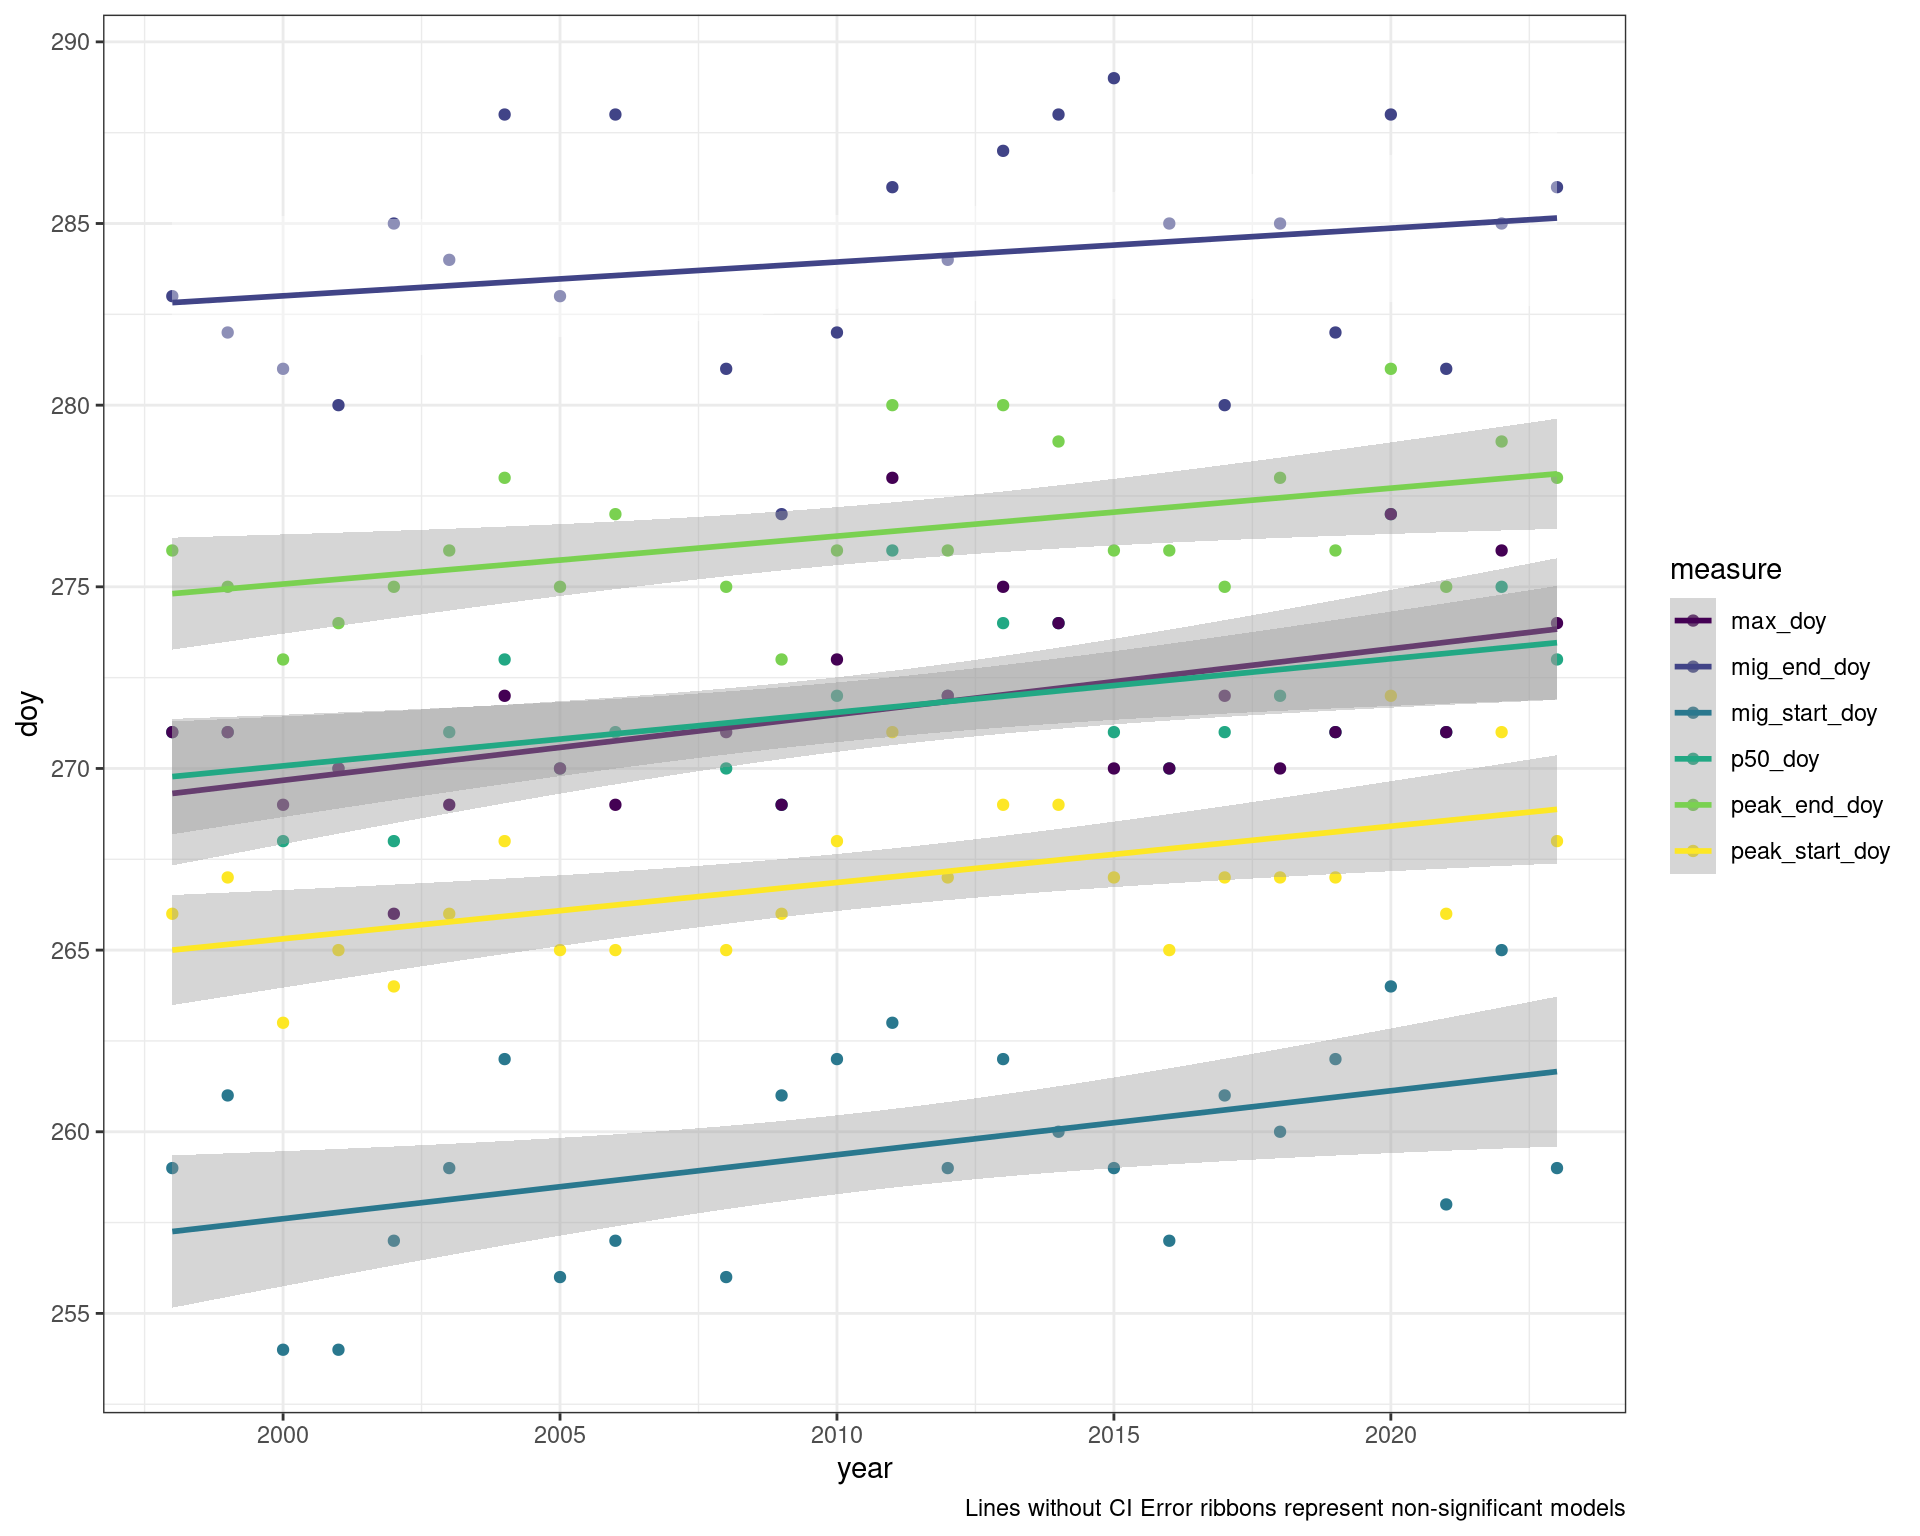 290
285
280
275
270
265
260
255
doy
2000 2005 2010 2015 2020
year
measure
max_doy
mig_end_doy
mig_start_doy
p50_doy
peak_end_doy
peak_start_doy
Lines without CI Error ribbons represent non-significant models